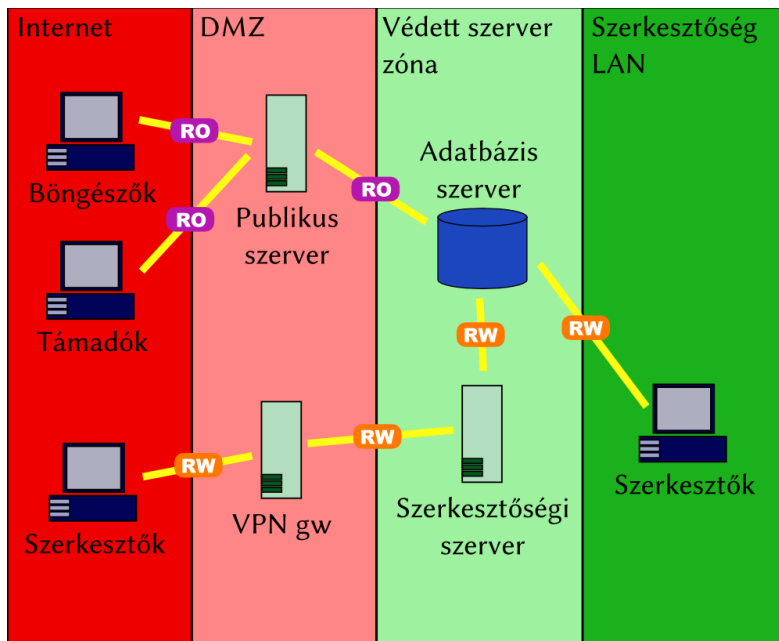 Internet
DMZ
Védett szerver
zóna
Szerkesztőség
LAN
RO
Böngészők
Publikus
szerver
RO
Adatbázis
szerver
RO
Támadók
RW
RW
RW
Szerkesztők
RW
VPN gw
Szerkesztőségi
szerver
Szerkesztők